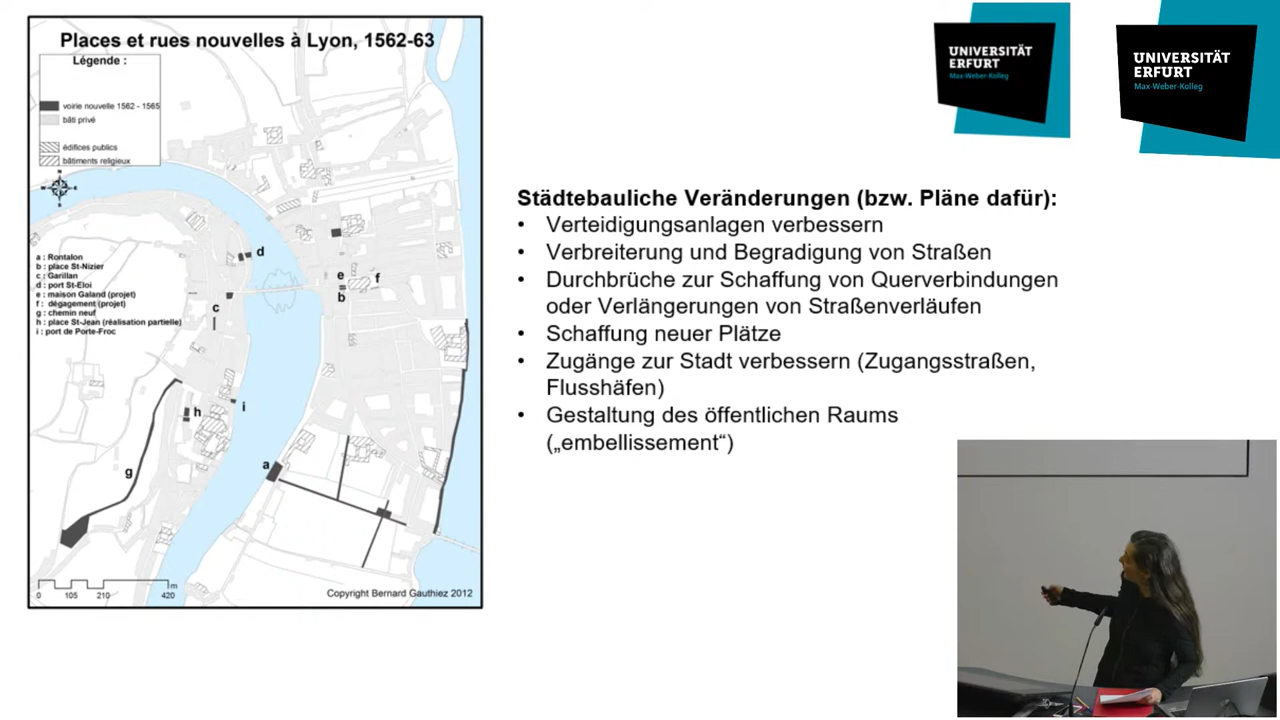 Places et rues nouvelles à Lyon, 1562-63
Légende :
voirie nouvelle 1562 - 1565
bâti privé
édifices publics
bâtiments religieux
N
W
E
S
a : Rontalon
b : place St-Nizier
c : Garillan
d : port St-Eloi
e : maison Galand (projet)
f : dégagement (projet)
g : chemin neuf
h : place St-Jean (réalisation partielle)
i : port de Porte-Froc
d
e
f
b
c
h
i
a
g
m
0 105 210 420
Copyright Bernard Gauthiez 2012
UNIVERSITÄT
ERFURT
Max-Weber-Kolleg
UNIVERSITÄT
ERFURT
Max-Weber-Kolleg
Städtebauliche Veränderungen (bzw. Pläne dafür):
• Verteidigungsanlagen verbessern
• Verbreiterung und Begradigung von Straßen
• Durchbrüche zur Schaffung von Querverbindungen
oder Verlängerungen von Straßenverläufen
• Schaffung neuer Plätze
• Zugänge zur Stadt verbessern (Zugangsstraßen,
Flusshäfen)
• Gestaltung des öffentlichen Raums
(„embellissement“)